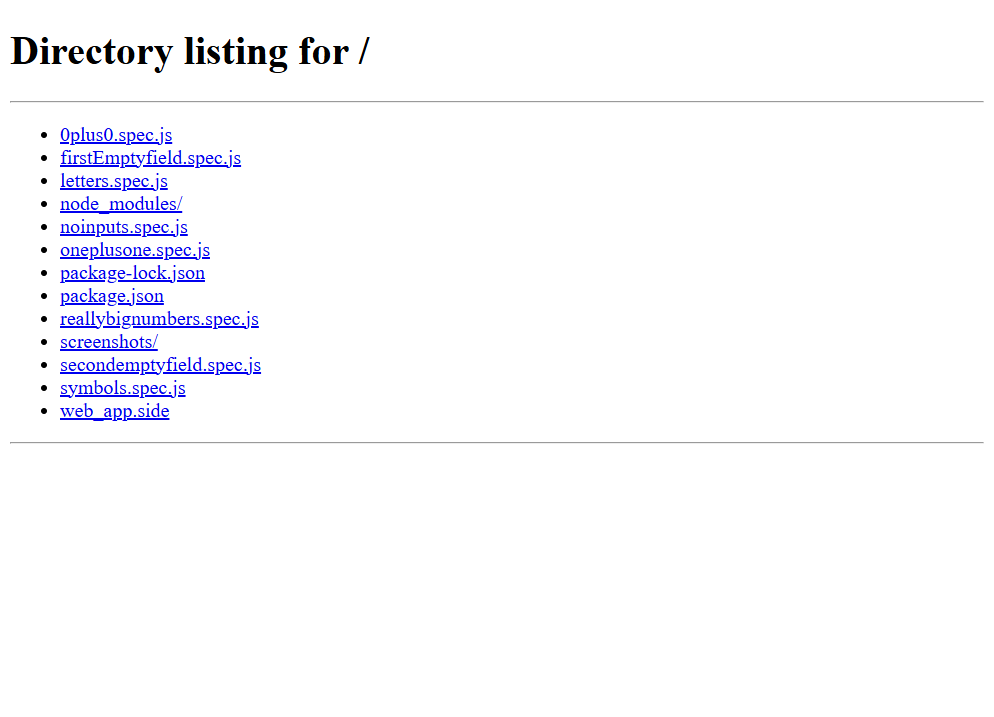 Directory listing for /
0plus0.spec.js
firstEmptyfield.spec.js
letters.spec.js
node_modules/
noinputs.spec.js
oneplusone.spec.js
package-lock.json
package.json
reallybignumbers.spec.js
screenshots/
secondemptyfield.spec.js
symbols.spec.js
web_app.side